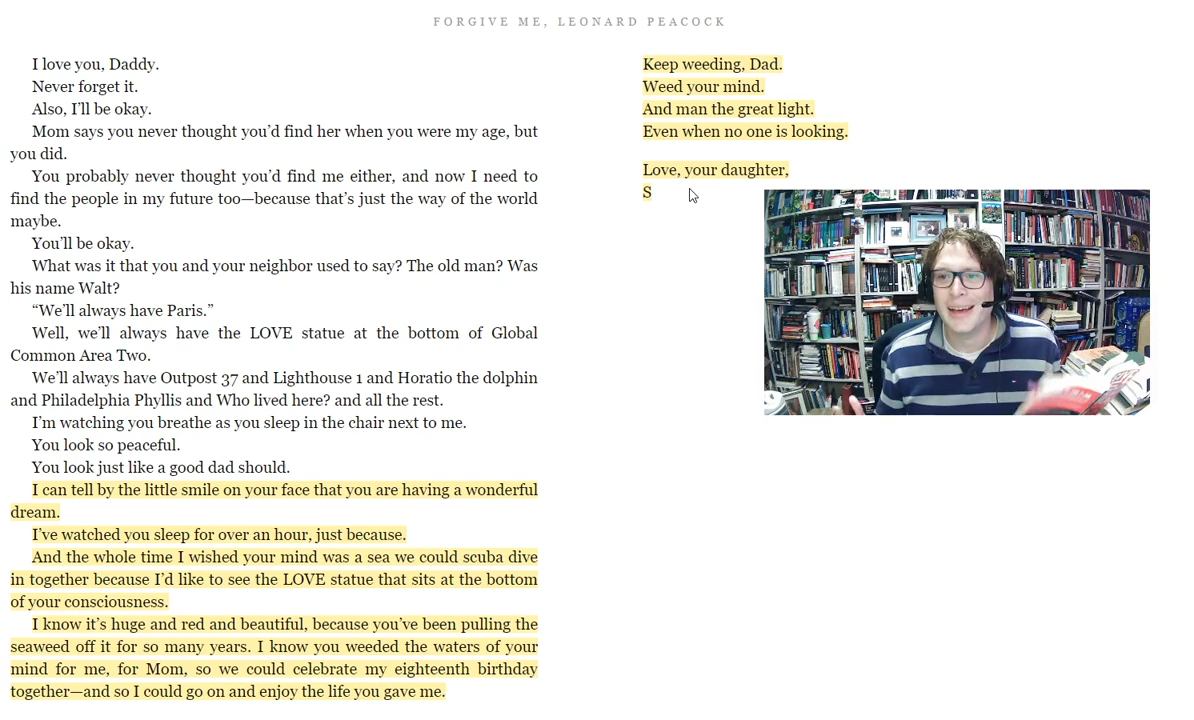 FORGIVE ME, LEONARD PEACOCK
I love you, Daddy.
Never forget it.
Also, I'll be okay.
Mom says you never thought you'd find her when you were my age, but
you did.
You probably never thought you'd find me either, and now I need to
find the people in my future too—because that's just the way of the world
maybe.
You'll be okay.
What was it that you and your neighbor used to say? The old man? Was
his name Walt?
“We'll always have Paris.”
Well, we'll always have the LOVE statue at the bottom of Global
Common Area Two.
We'll always have Outpost 37 and Lighthouse 1 and Horatio the dolphin
and Philadelphia Phyllis and Who lived here? and all the rest.
I'm watching you breathe as you sleep in the chair next to me.
You look so peaceful.
You look just like a good dad should.
I can tell by the little smile on your face that you are having a wonderful
dream.
I've watched you sleep for over an hour, just because.
And the whole time I wished your mind was a sea we could scuba dive
in together because I'd like to see the LOVE statue that sits at the bottom
of your consciousness.
I know it's huge and red and beautiful, because you've been pulling the
seaweed off it for so many years. I know you weeded the waters of your
mind for me, for Mom, so we could celebrate my eighteenth birthday
together—and so I could go on and enjoy the life you gave me.
Keep weeding, Dad.
Weed your mind.
And man the great light.
Even when no one is looking.
Love, your daughter,
S